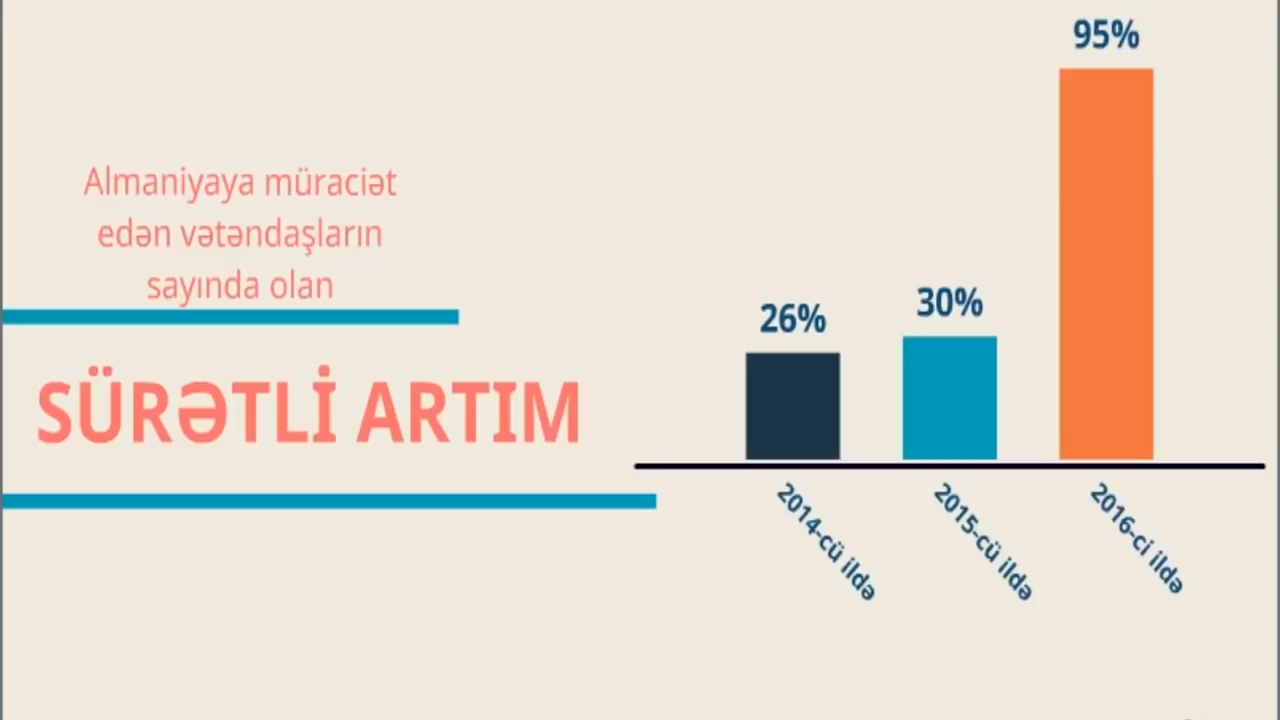 Almaniyaya müraciət
edən vətəndaşların
sayında olan
SÜRƏTLİ ARTIM
95%
30%
26%
2014-cü ildə
2015-cü ildə
2016-ci ildə